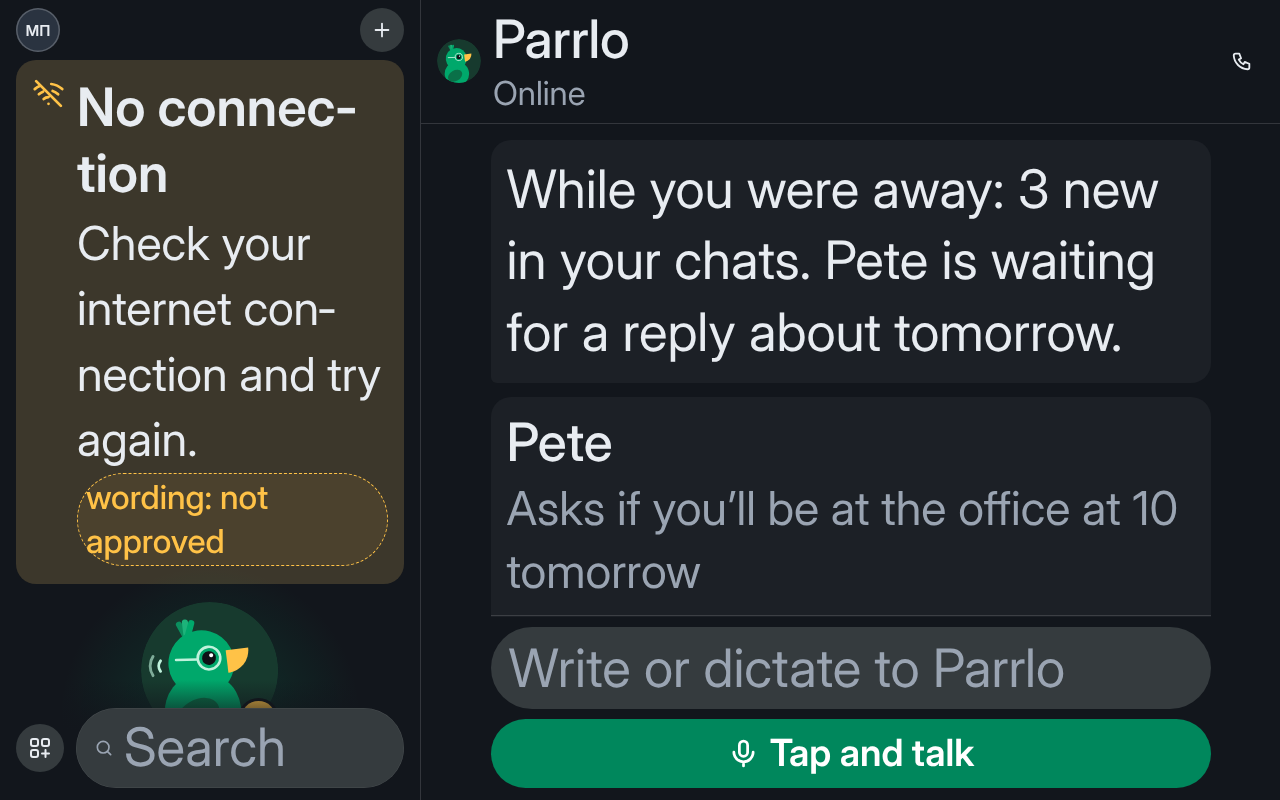 МП
No connec-
tion
Check your
internet con-
nection and try
again.
wording: not
approved
Search
Parrlo
Online
While you were away: 3 new
in your chats. Pete is waiting
for a reply about tomorrow.
Pete
Asks if you’ll be at the office at 10
tomorrow
Write or dictate to Parrlo
Tap and talk